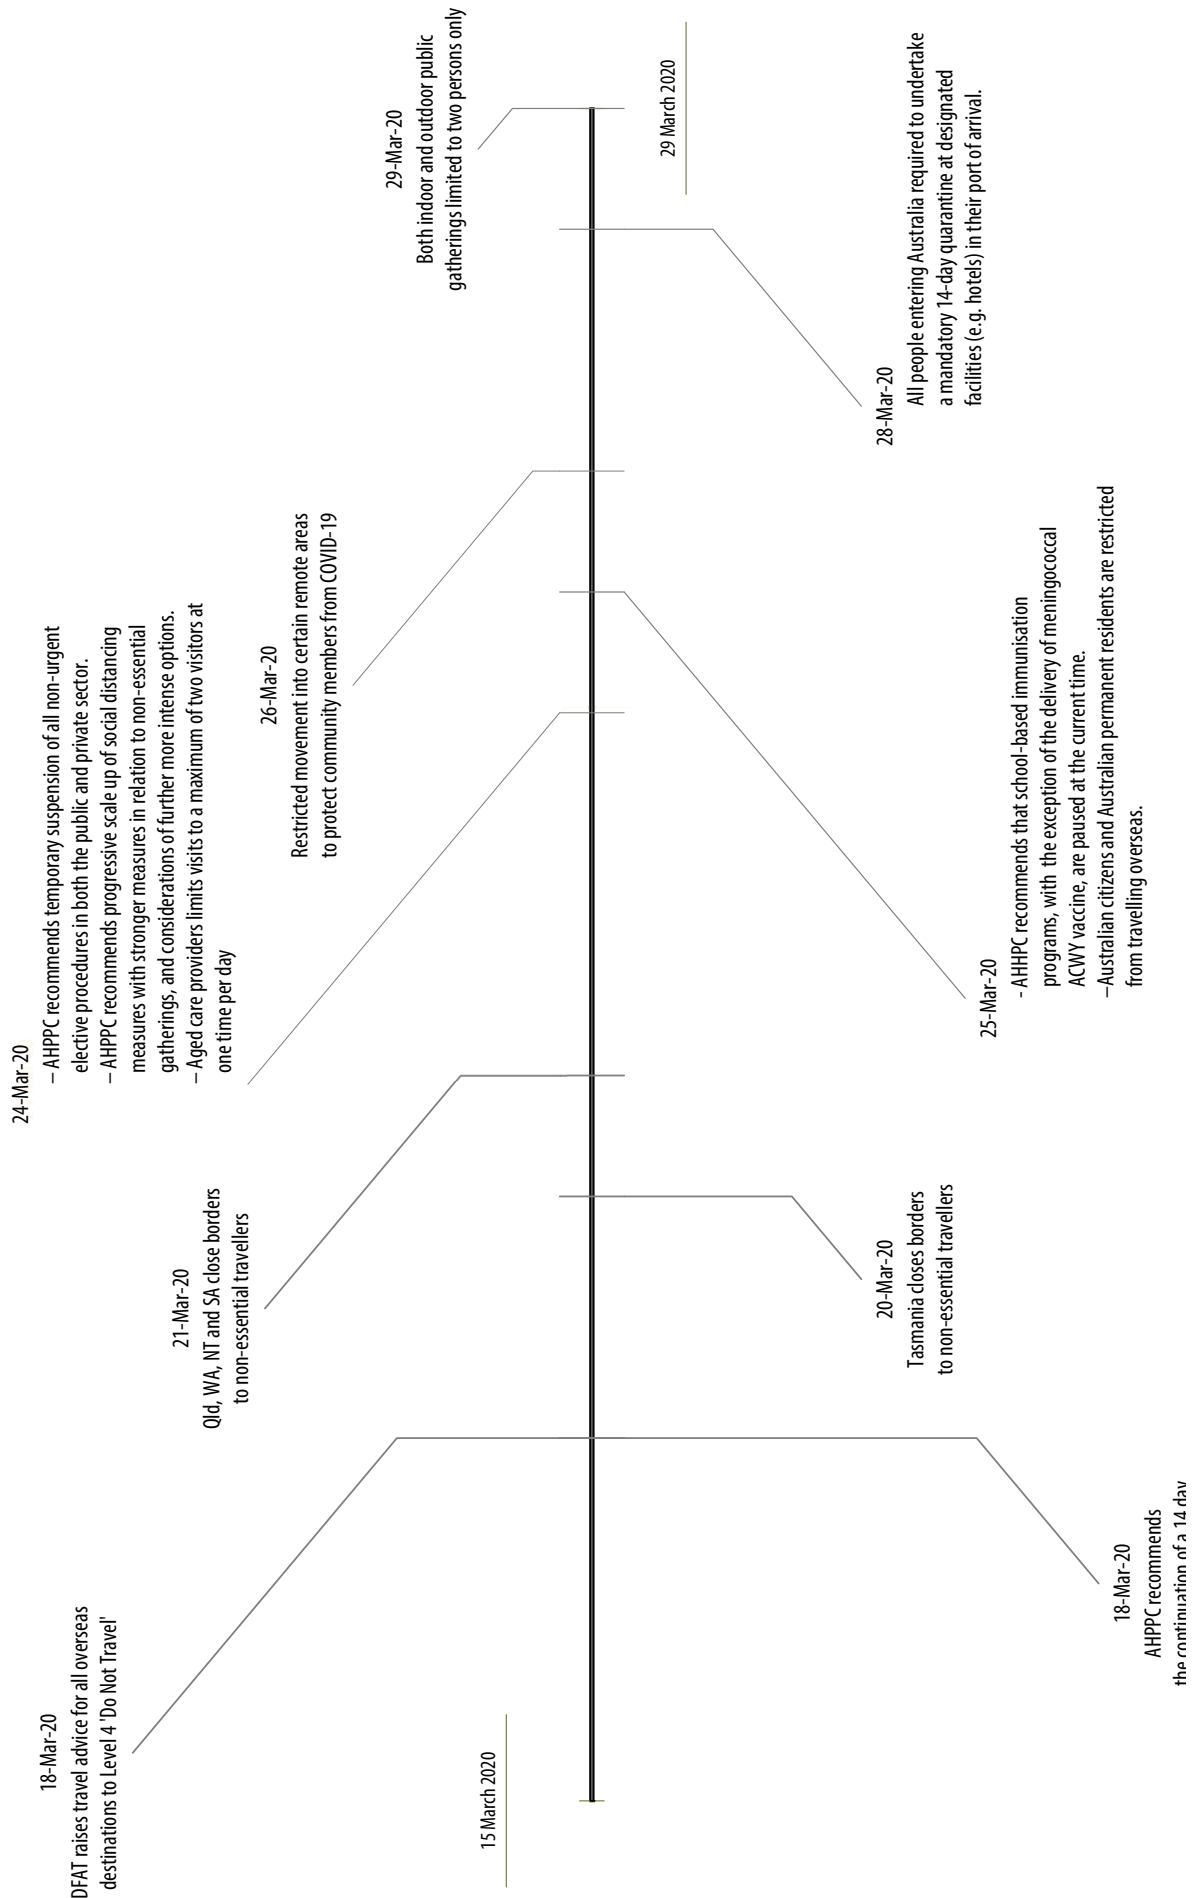 18-Mar-20
DFAT raises travel advice for all overseas
destinations to Level 4 'Do Not Travel'
21-Mar-20
Qld, WA, NT and SA close borders
to non-essential travellers
24-Mar-20
– AHPPC recommends temporary suspension of all non-urgent
elective procedures in both the public and private sector.
– AHPPC recommends progressive scale up of social distancing
measures with stronger measures in relation to non-essential
gatherings, and considerations of further more intense options.
– Aged care providers limits visits to a maximum of two visitors at
one time per day
26-Mar-20
Restricted movement into certain remote areas
to protect community members from COVID-19
29-Mar-20
Both indoor and outdoor public
gatherings limited to two persons only
15 March 2020
29 March 2020
18-Mar-20
AHPPC recommends
the continuation of a 14 day
20-Mar-20
Tasmania closes borders
to non-essential travellers
25-Mar-20
- AHHPC recommends that school-based immunisation
programs, with the exception of the delivery of meningococcal
ACWY vaccine, are paused at the current time.
–Australian citizens and Australian permanent residents are restricted
from travelling overseas.
28-Mar-20
All people entering Australia required to undertake
a mandatory 14-day quarantine at designated
facilities (e.g. hotels) in their port of arrival.